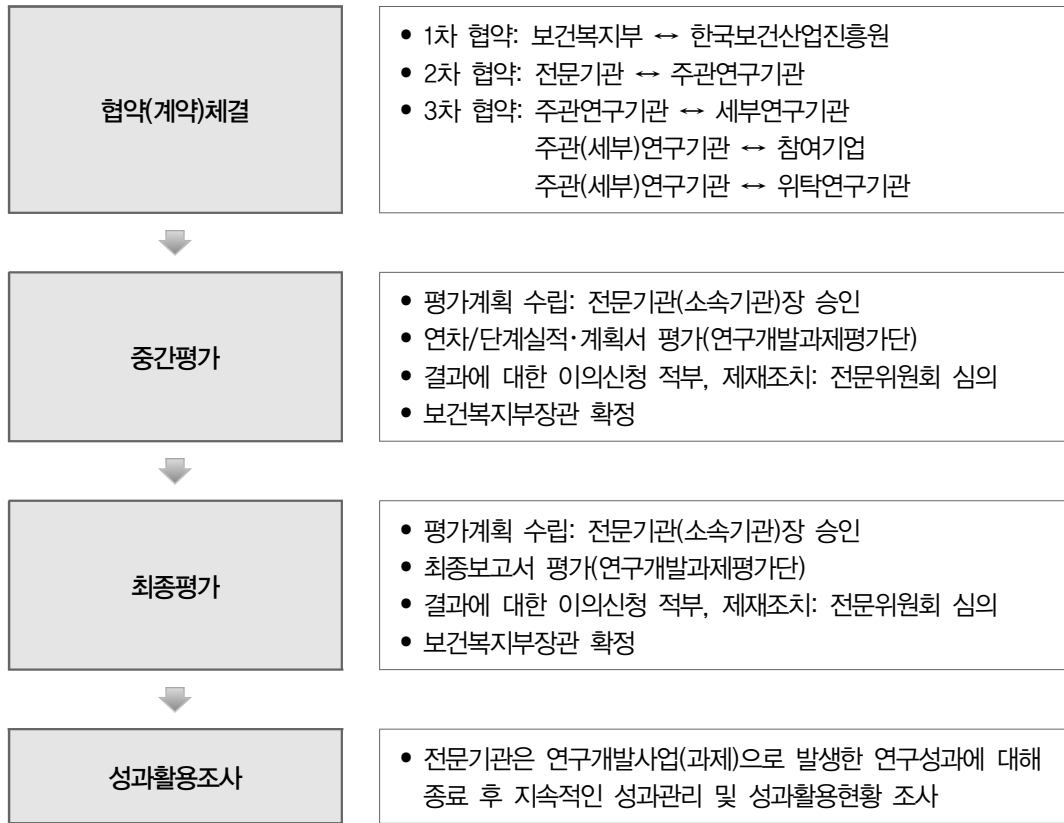 협약(계약)체결
• 1차 협약: 보건복지부 ↔ 한국보건산업진흥원
• 2차 협약: 전문기관 ↔ 주관연구기관
• 3차 협약: 주관연구기관 ↔ 세부연구기관
주관(세부)연구기관 ↔ 참여기업
주관(세부)연구기관 ↔ 위탁연구기관
중간평가
• 평가계획 수립: 전문기관(소속기관)장 승인
• 연차/단계실적·계획서 평가(연구개발과제평가단)
• 결과에 대한 이의신청 적부, 제재조치: 전문위원회 심의
• 보건복지부장관 확정
최종평가
• 평가계획 수립: 전문기관(소속기관)장 승인
• 최종보고서 평가(연구개발과제평가단)
• 결과에 대한 이의신청 적부, 제재조치: 전문위원회 심의
• 보건복지부장관 확정
성과활용조사
• 전문기관은 연구개발사업(과제)으로 발생한 연구성과에 대해
종료 후 지속적인 성과관리 및 성과활용현황 조사